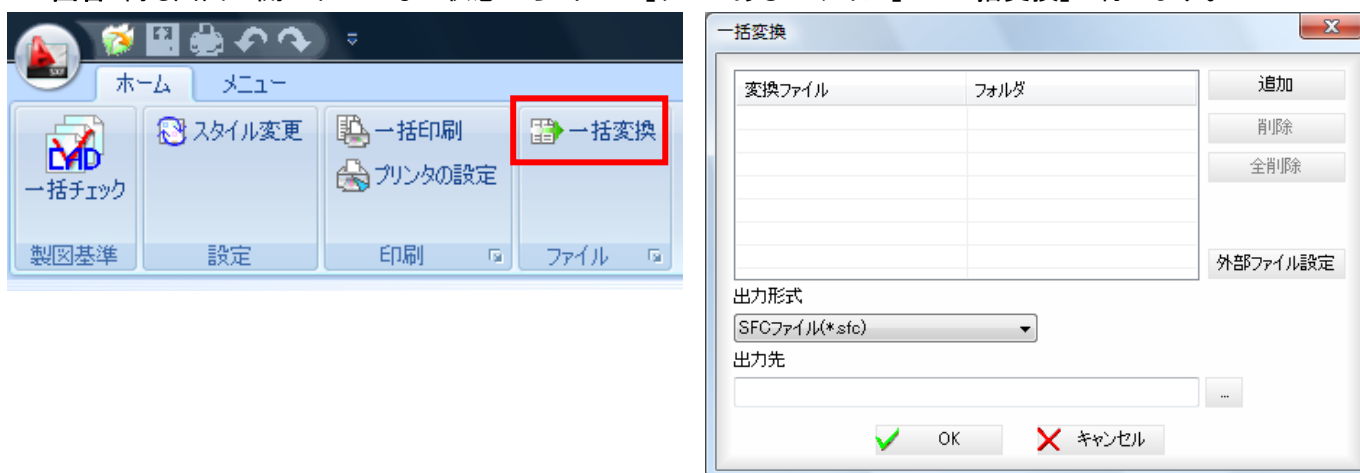 SXF
ホーム メニュー
CAD
一括チェック
製図基準
スタイル変更
設定
一括印刷
プリンタの設定
印刷
一括変換
ファイル
一括変換
変換ファイル フォルダ
追加
削除
全削除
外部ファイル設定
出力形式
SFCファイル(*.sfc)
出力先
...
OK キャンセル